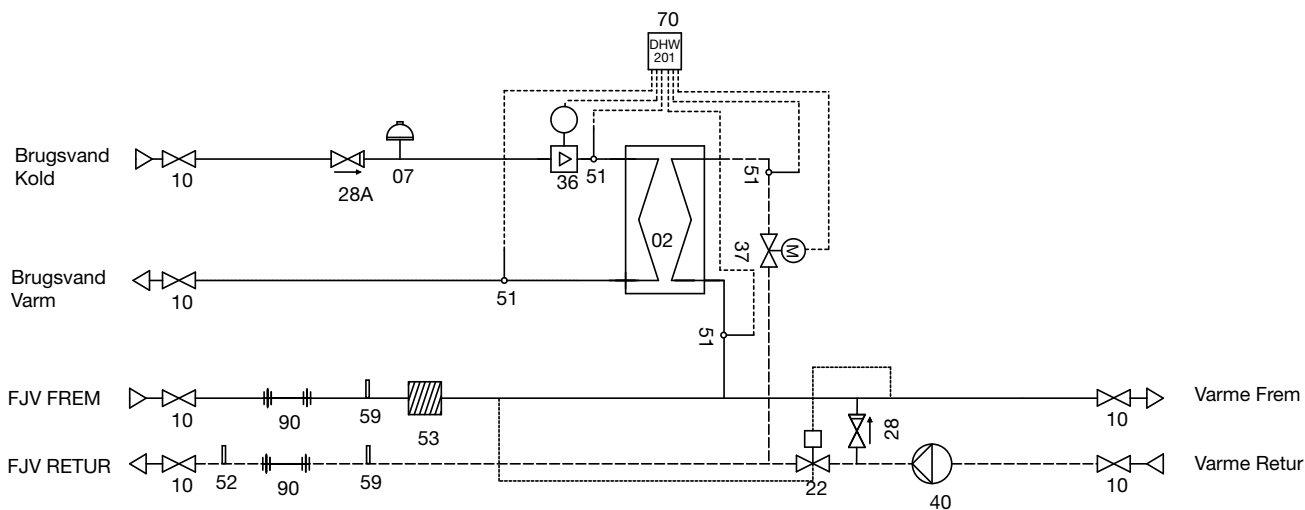 70
DHW
201
Brugsvand
Kold
10
28A
07
36
51
51
02
37
M
Brugsvand
Varm
10
51
51
FJV FREM
10
90
59
53
28
10
Varme Frem
FJV RETUR
10
52
90
59
22
40
10
Varme Retur